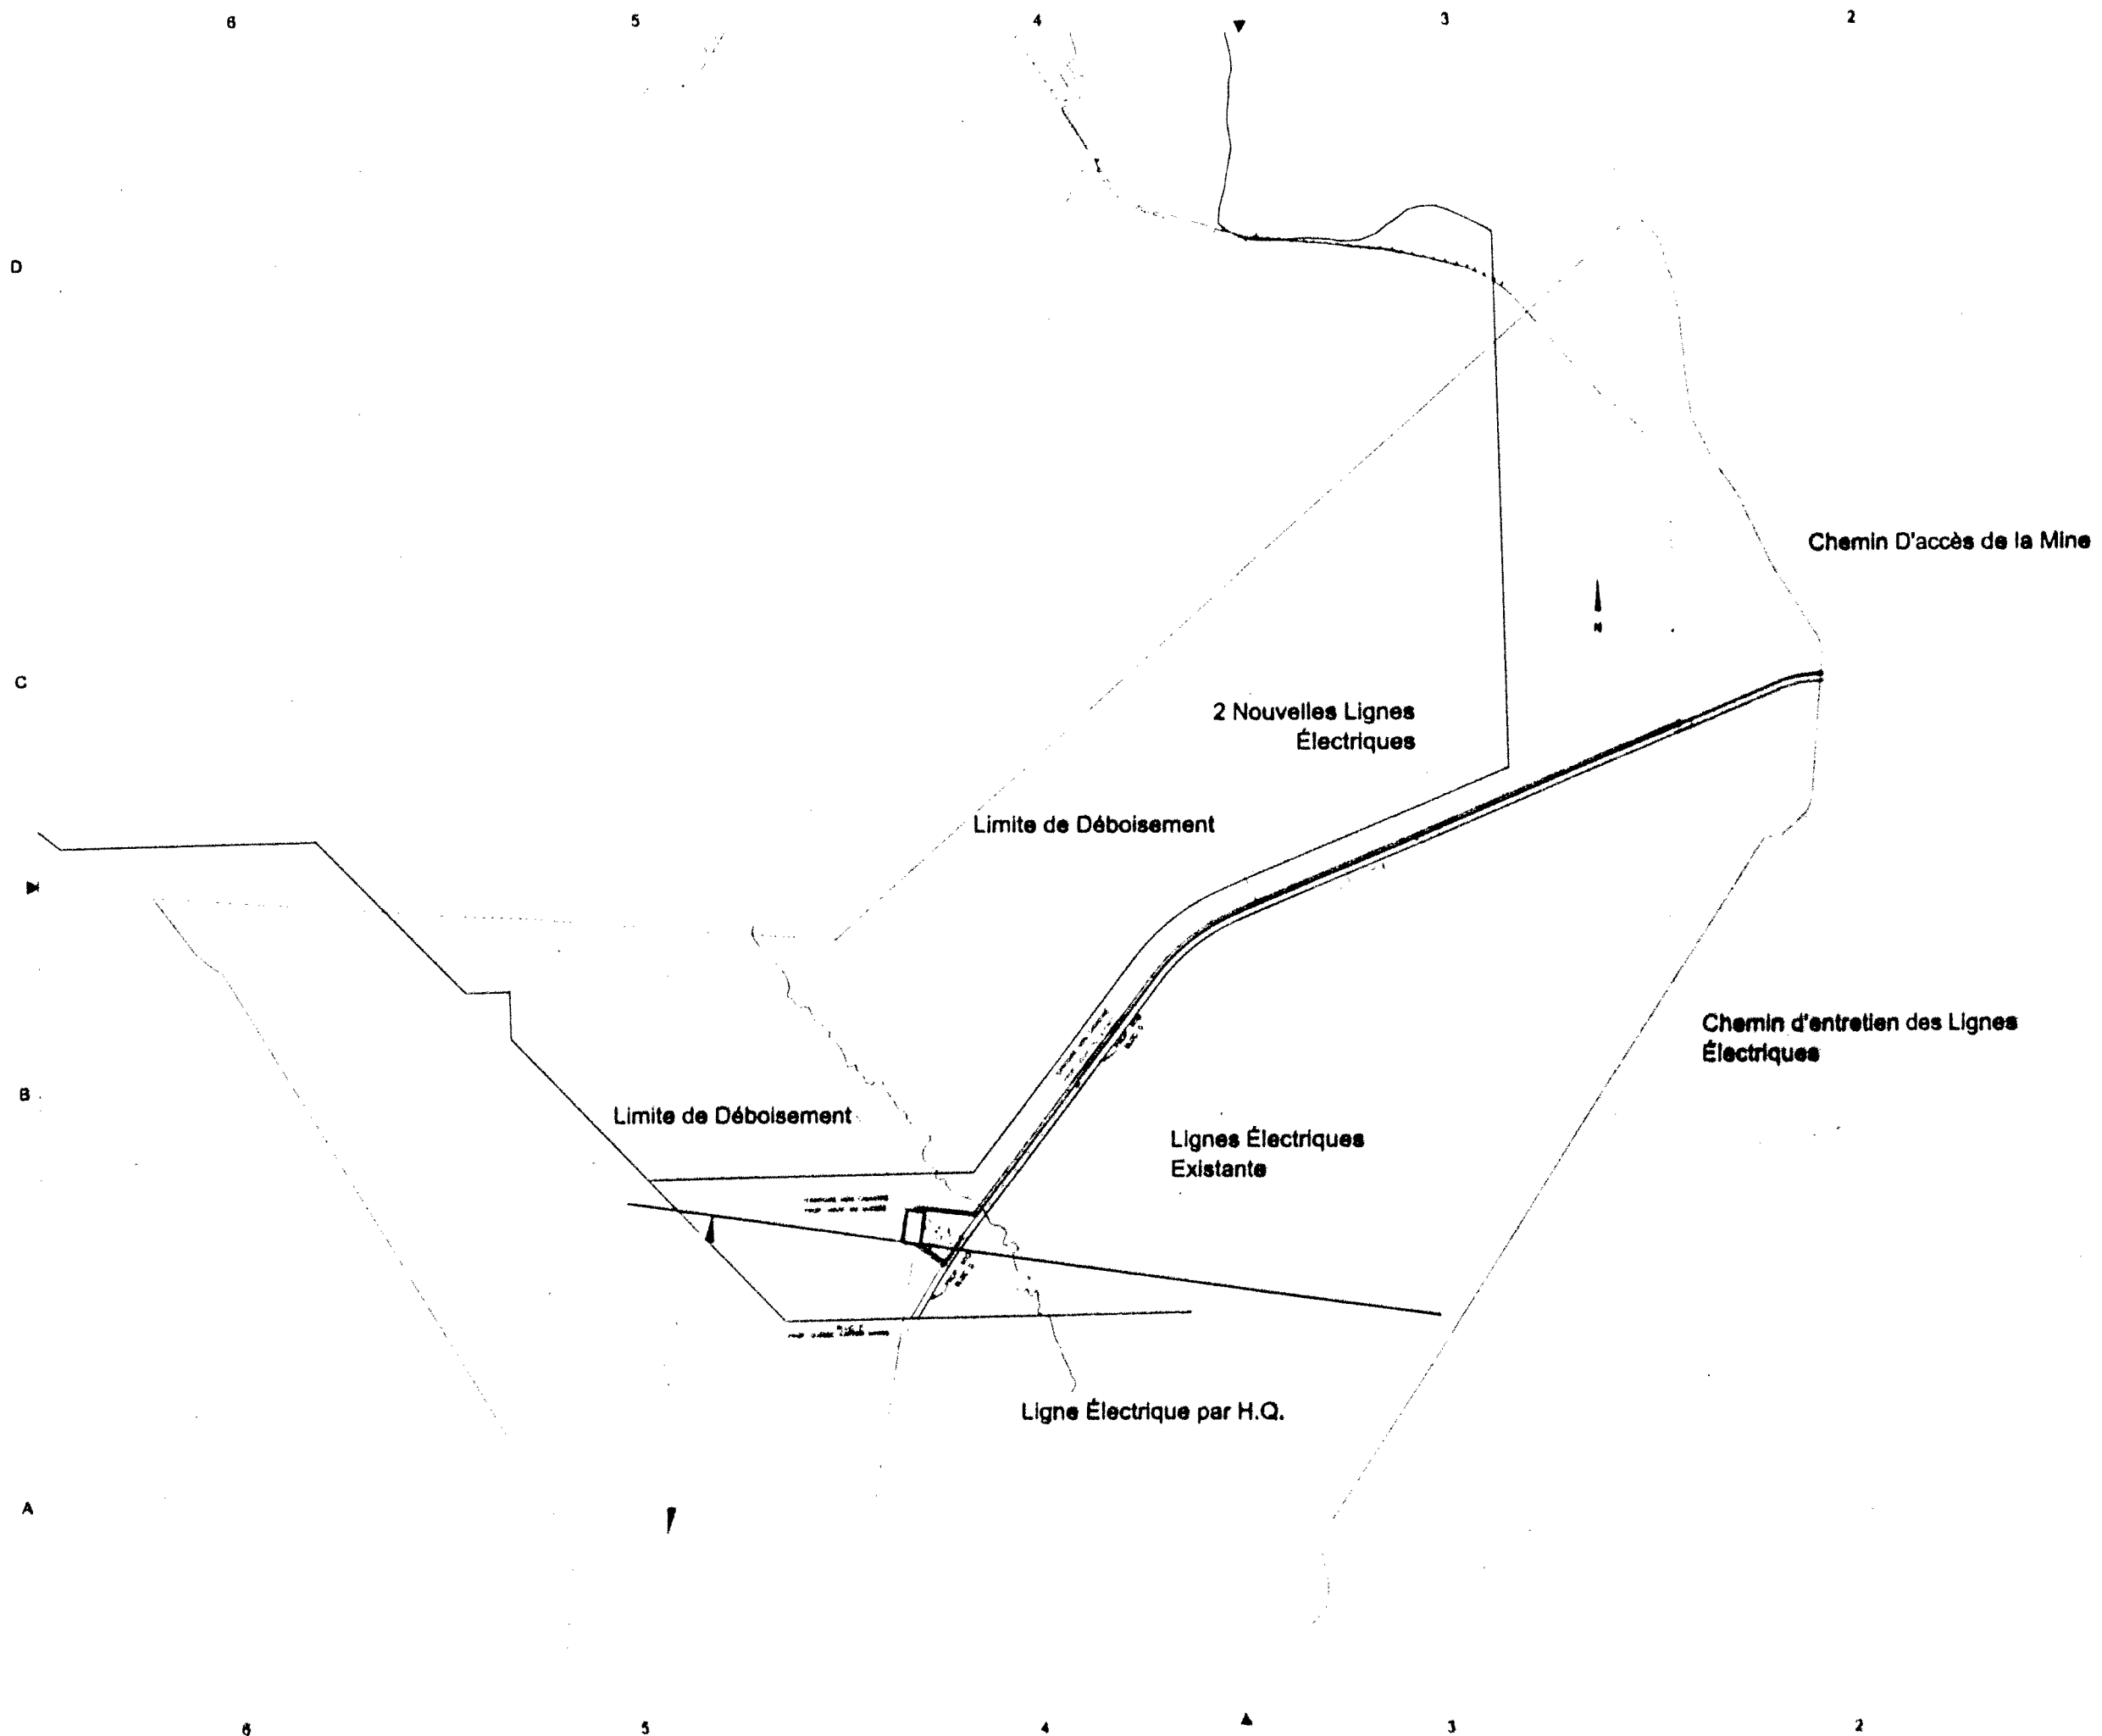 6 5 4 3 2
D
Chemin D'accès de la Mine
N
C
2 Nouvelles Lignes
Électriques
Limite de Déboisement
Chemin d'entretien des Lignes
Électriques
B
Limite de Déboisement
Lignes Électriques
Existante
Ligne Électrique par H.Q.
A
6 5 4 3 2